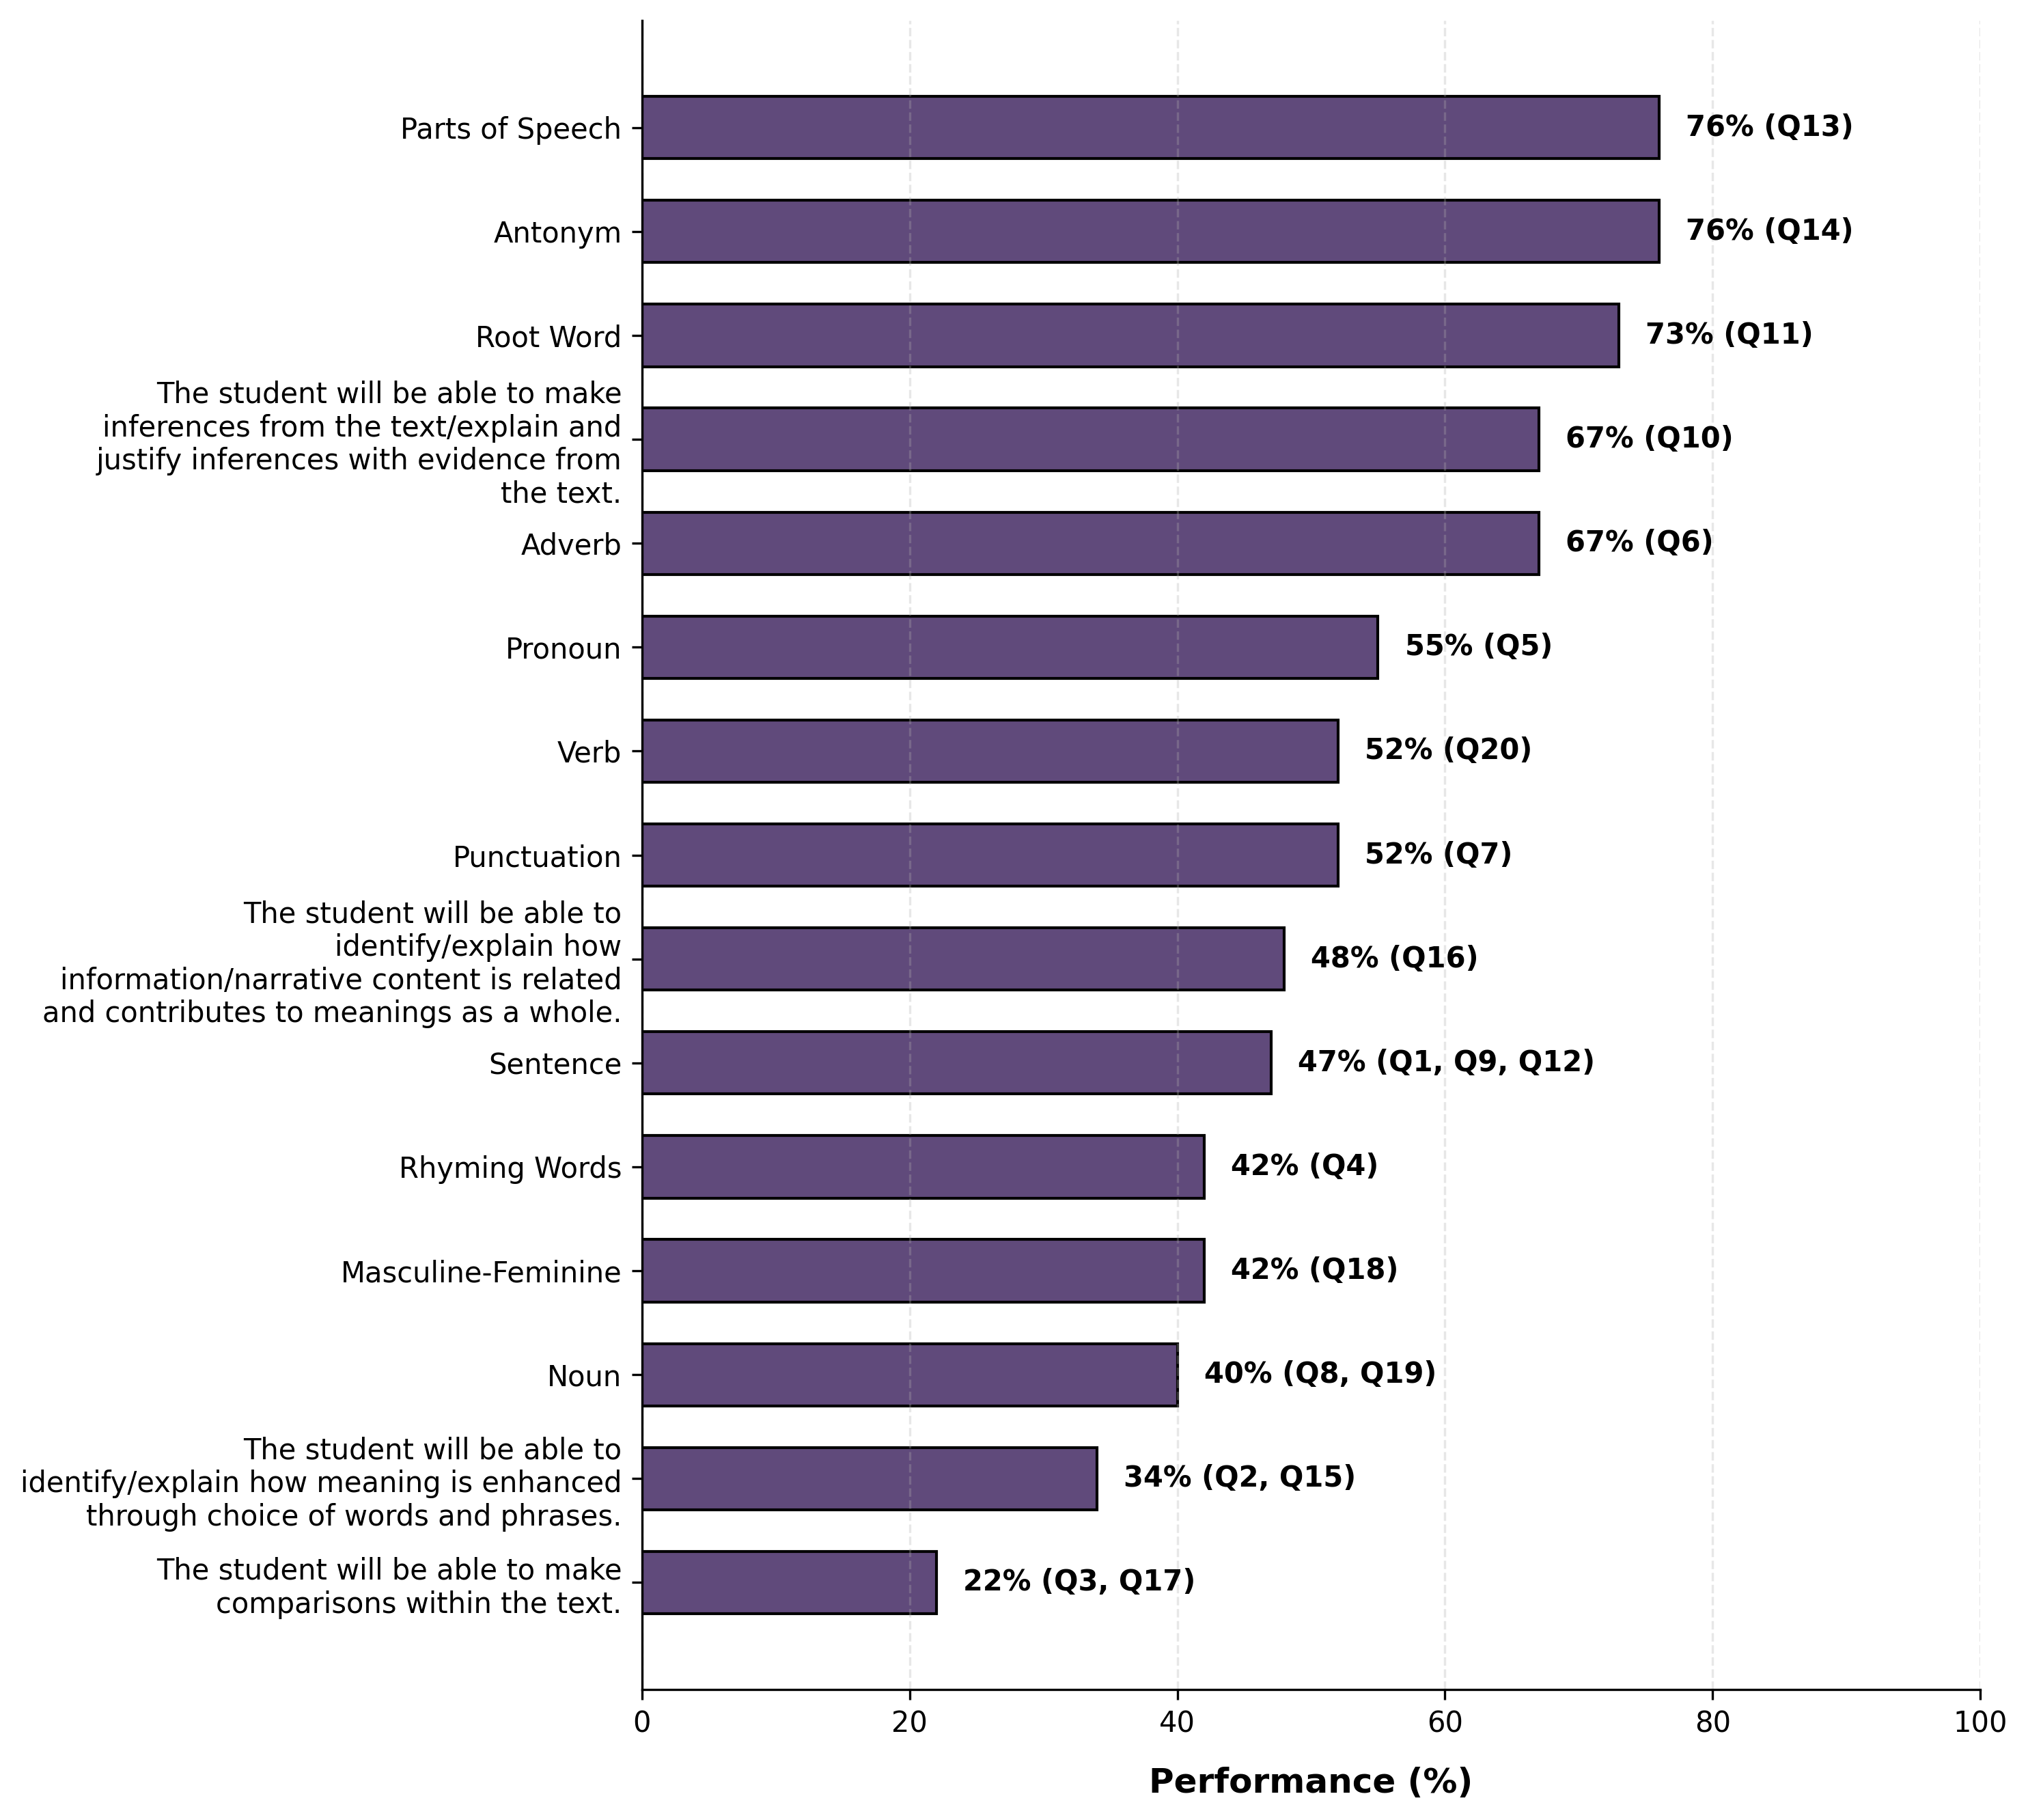 Parts of Speech
76% (Q13)
Antonym
76% (Q14)
Root Word
73% (Q11)
The student will be able to make
inferences from the text/explain and
justify inferences with evidence from
the text.
67% (Q10)
Adverb
67% (Q6)
Pronoun
55% (Q5)
Verb
52% (Q20)
Punctuation
52% (Q7)
The student will be able to
identify/explain how
information/narrative content is related
and contributes to meanings as a whole.
48% (Q16)
Sentence
47% (Q1, Q9, Q12)
Rhyming Words
42% (Q4)
Masculine-Feminine
42% (Q18)
Noun
40% (Q8, Q19)
The student will be able to
identify/explain how meaning is enhanced
through choice of words and phrases.
34% (Q2, Q15)
The student will be able to make
comparisons within the text.
22% (Q3, Q17)
0 20 40 60 80 100
Performance (%)